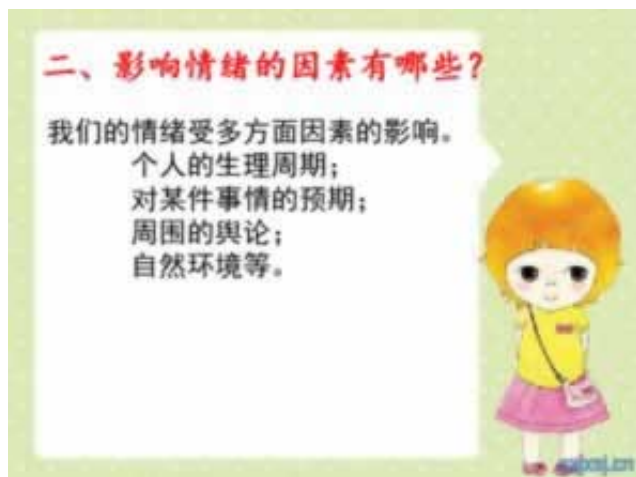 二、影响情绪的因素有哪些?
我们的情绪受多方面因素的影响。
个人的生理周期;
对某件事情的预期;
周围的舆论;
自然环境等。